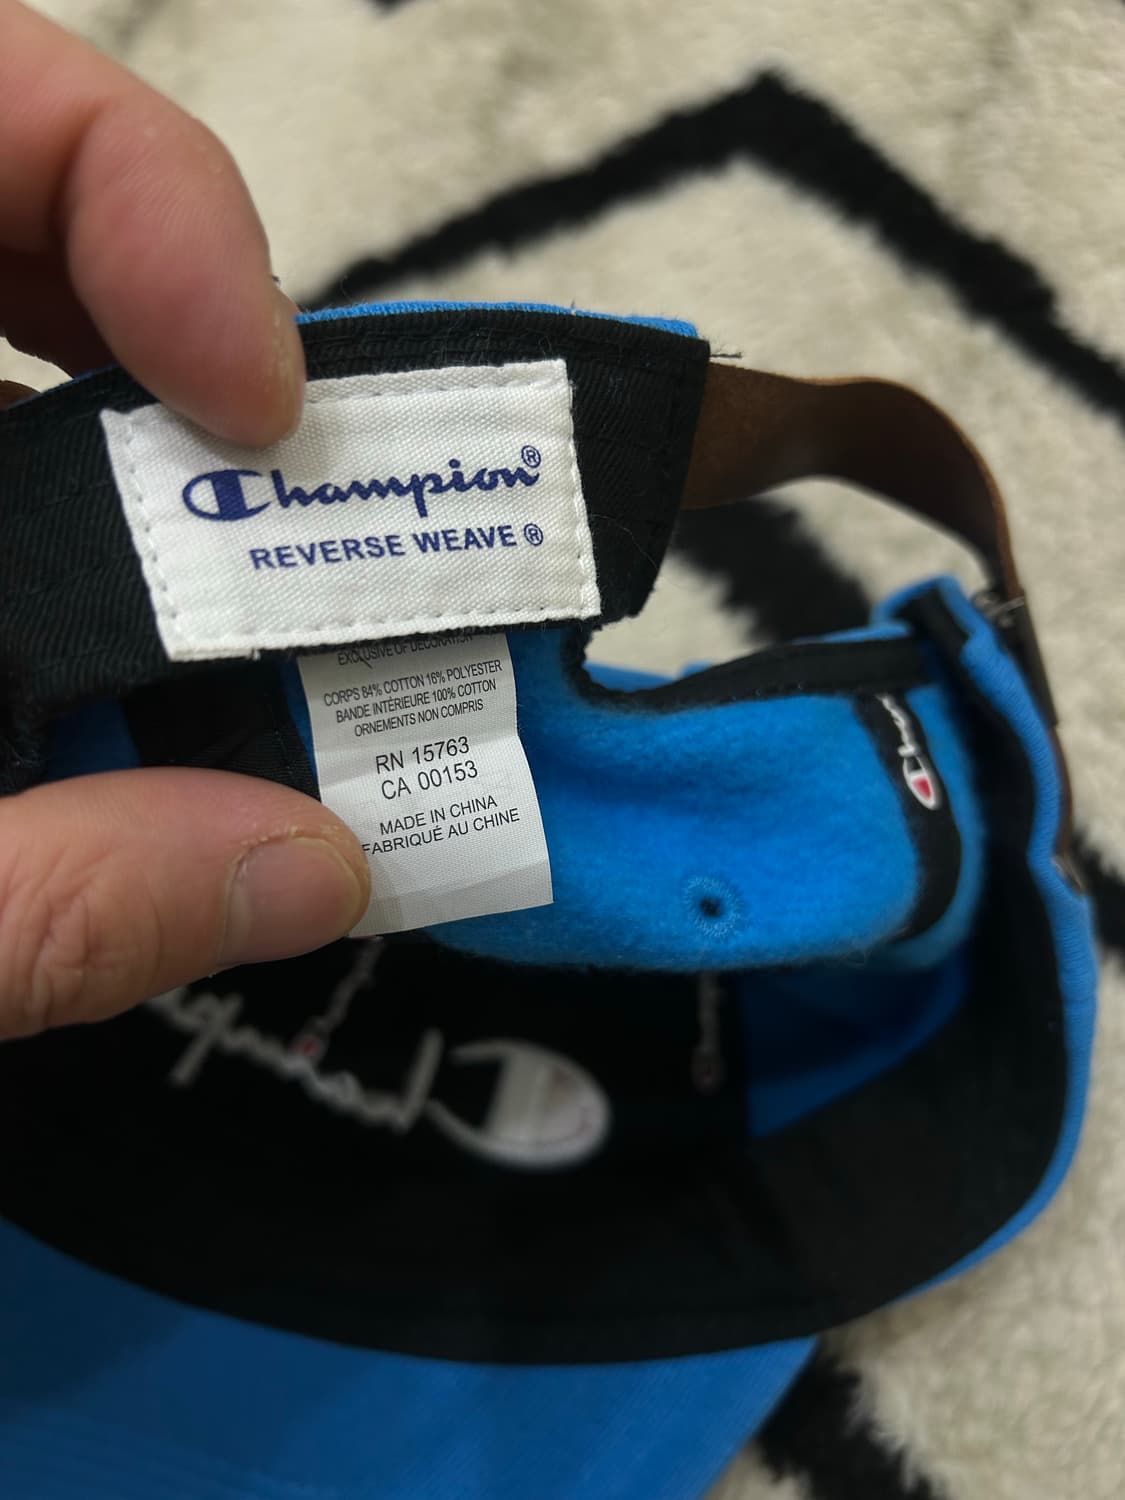 Champion®
REVERSE WEAVE®
EXCLUSIVE OF DECORATION
CORPS 84% COTTON 16% POLYESTER
BANDE INTÉRIEURE 100% COTTON
ORNEMENTS NON COMPRIS
RN 15763
CA 00153
MADE IN CHINA
FABRIQUÉ AU CHINE
Champion